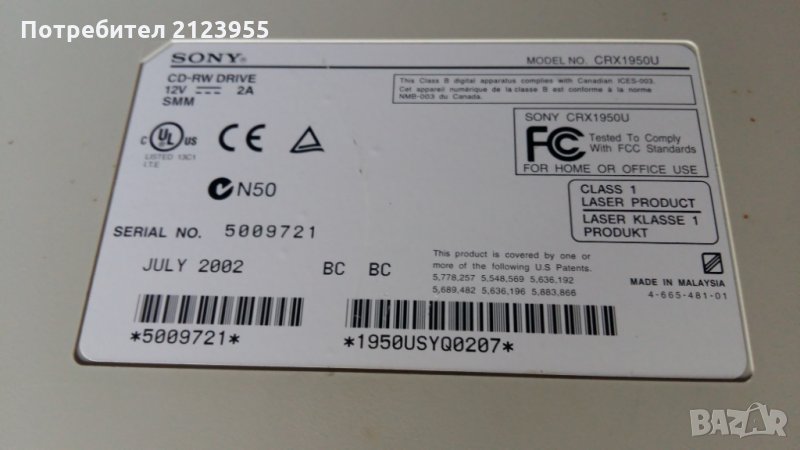 Потребител 2123955
SONY®
MODEL NO. CRX1950U
CD-RW DRIVE
12V 2A
SMM
This Class B digital apparatus complies with Canadian ICES-003.
Cet appareil numérique de la classe B est conforme à la norme
NMB-003 du Canada.
SONY CRX1950U
FC Tested To Comply
With FCC Standards
FOR HOME OR OFFICE USE
C UL US
LISTED 13C1
I.T.E
CE
N50
CLASS 1
LASER PRODUCT
LASER KLASSE 1
PRODUKT
SERIAL NO. 5009721
This product is covered by one or
more of the following U.S Patents.
5,778,257 5,548,569 5,636,192
5,689,482 5,636,196 5,883,866
JULY 2002 BC BC
MADE IN MALAYSIA
4-665-481-01
*5009721*
*1950USYQ0207*
BAZAR